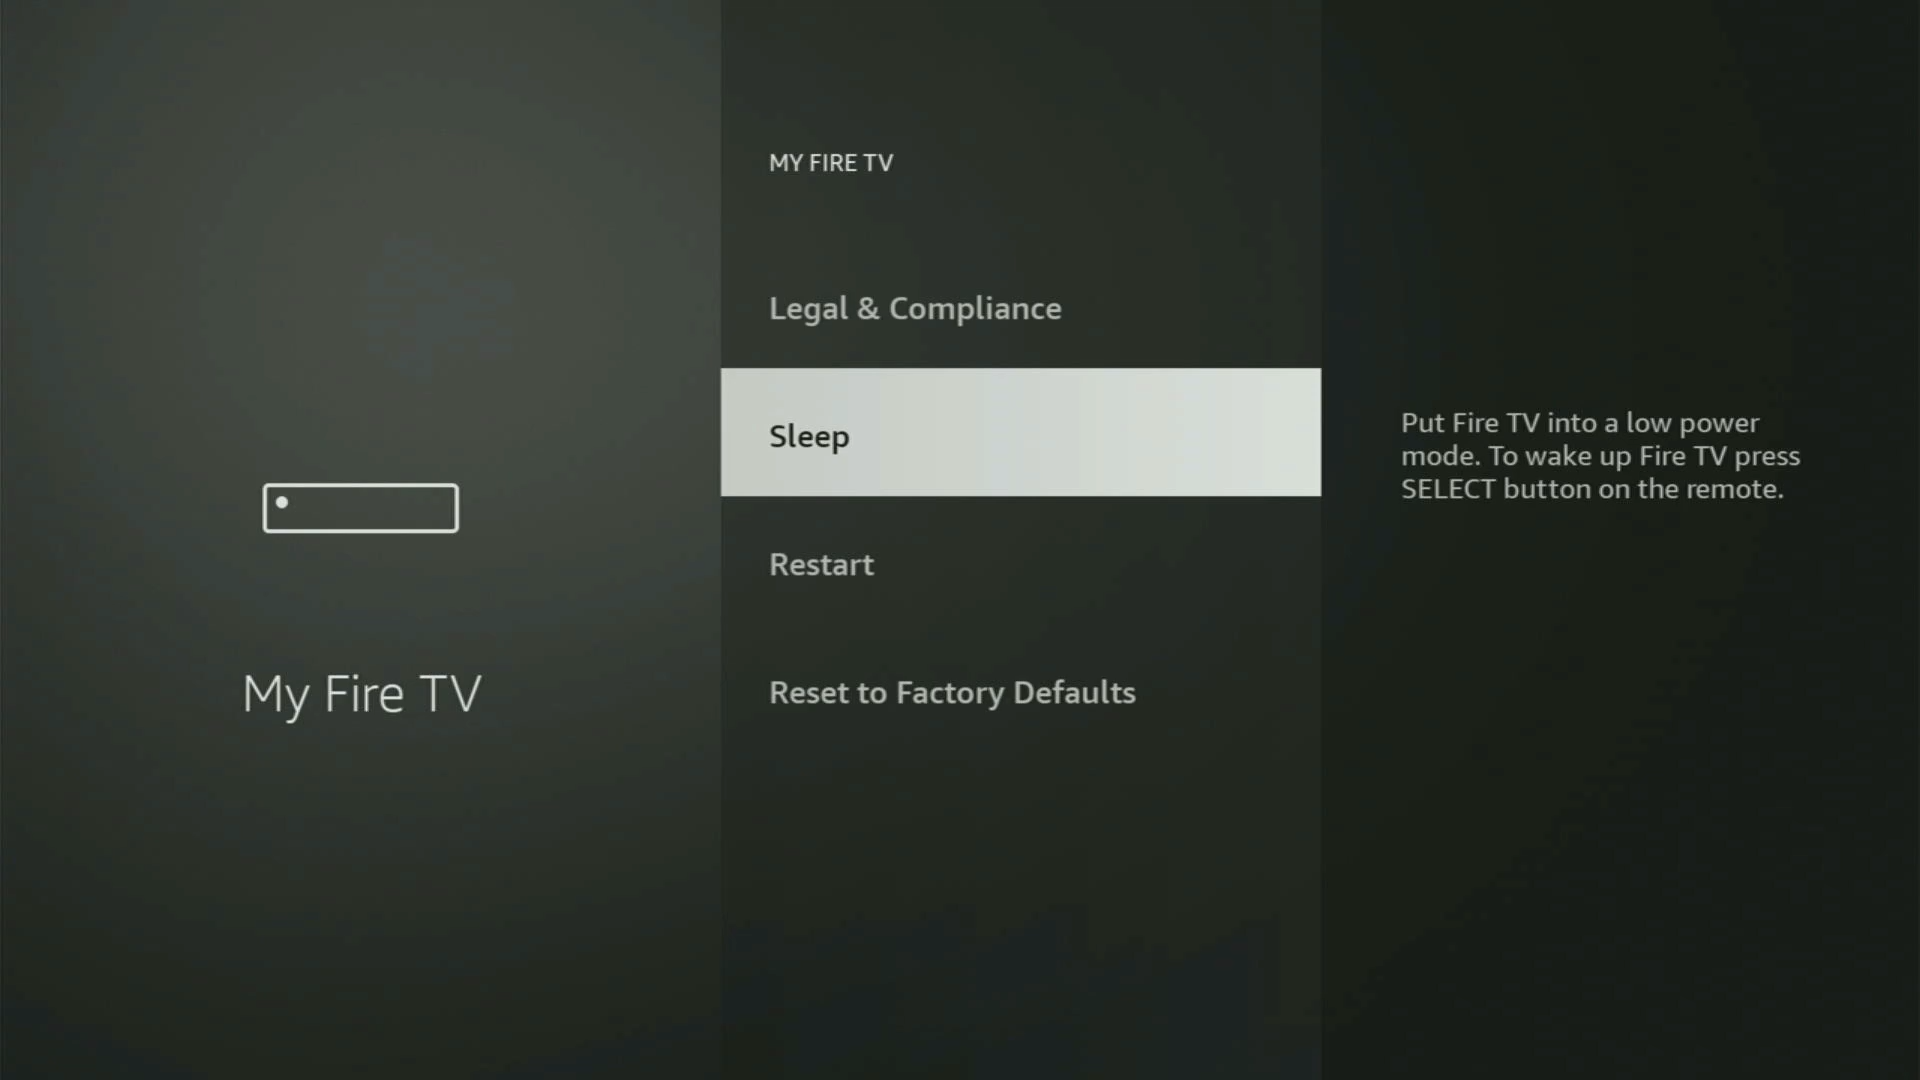 MY FIRE TV
Legal & Compliance
Sleep
Restart
Reset to Factory Defaults
My Fire TV
Put Fire TV into a low power
mode. To wake up Fire TV press
SELECT button on the remote.